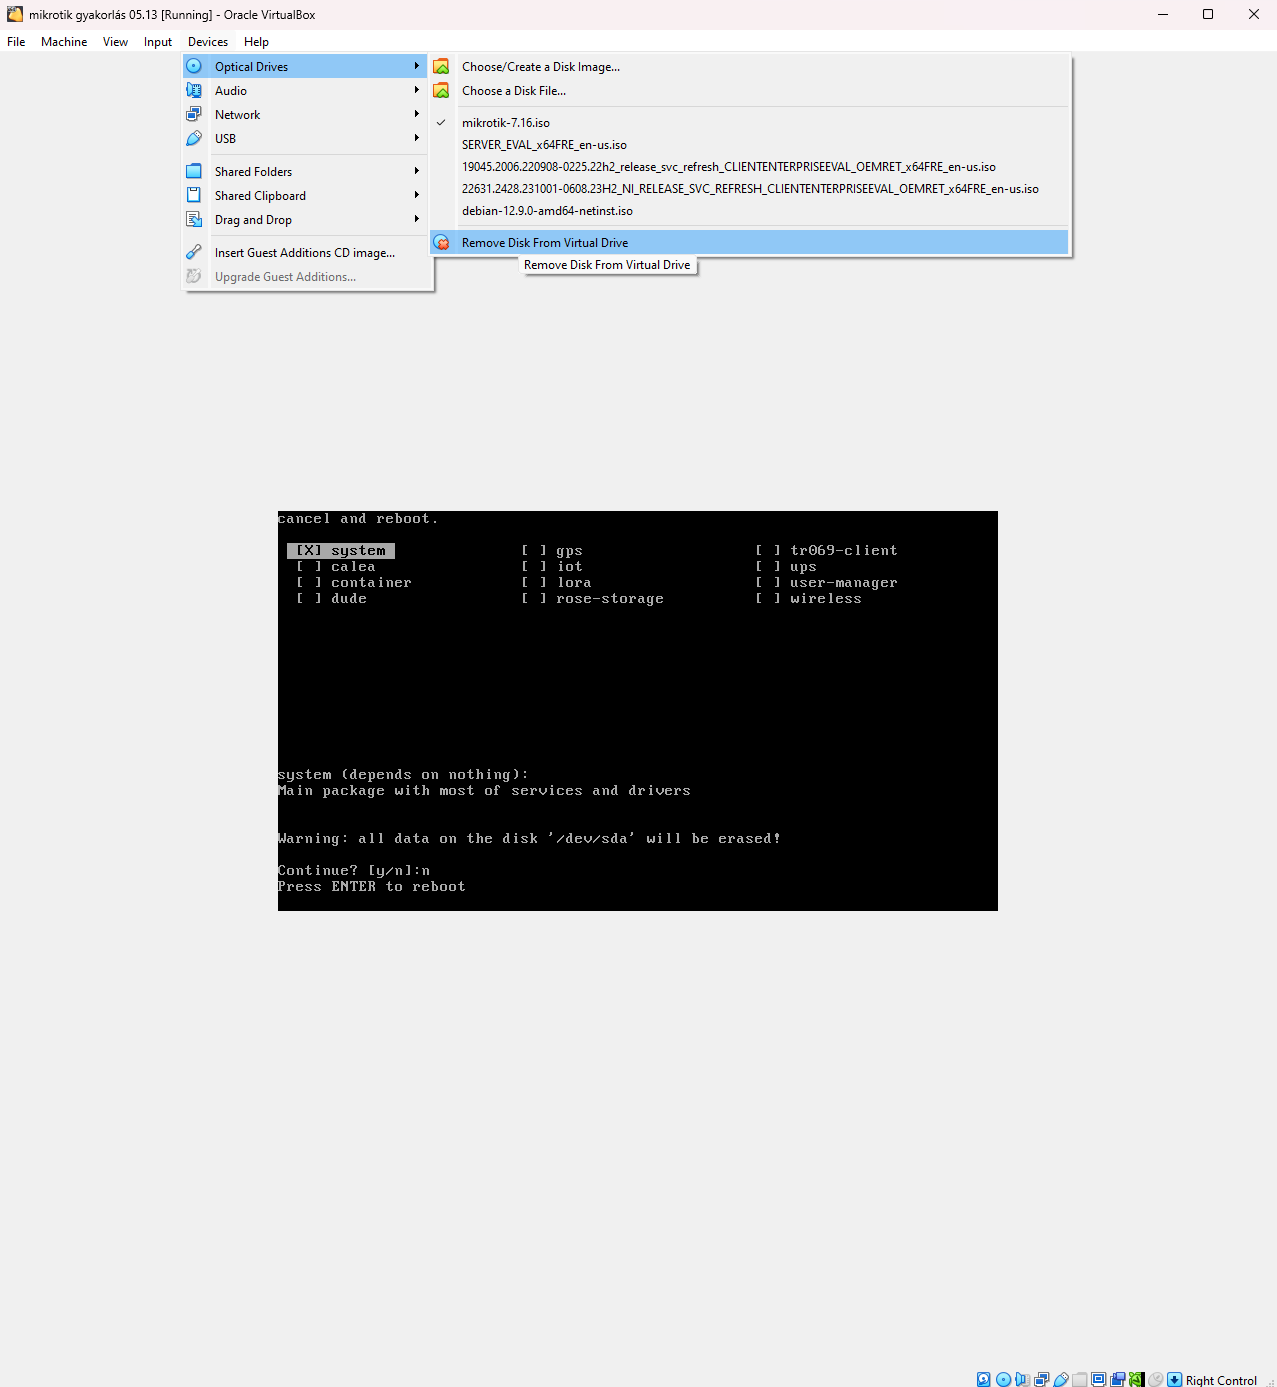 mikrotik gyakorlás 05.13 [Running] - Oracle VirtualBox
File Machine View Input Devices Help
Optical Drives
Audio
Network
USB
Shared Folders
Shared Clipboard
Drag and Drop
Insert Guest Additions CD image...
Upgrade Guest Additions...
Choose/Create a Disk Image...
Choose a Disk File...
mikrotik-7.16.iso
SERVER_EVAL_x64FRE_en-us.iso
19045.2006.220908-0225.22h2_release_svc_refresh_CLIENTENTERPRISEEVAL_OEMRET_x64FRE_en-us.iso
22631.2428.231001-0608.23H2_NI_RELEASE_SVC_REFRESH_CLIENTENTERPRISEEVAL_OEMRET_x64FRE_en-us.iso
debian-12.9.0-amd64-netinst.iso
Remove Disk From Virtual Drive
Remove Disk From Virtual Drive
cancel and reboot.
[X] system [ ] gps [ ] tr069-client
[ ] calea [ ] iot [ ] ups
[ ] container [ ] lora [ ] user-manager
[ ] dude [ ] rose-storage [ ] wireless
system (depends on nothing):
Main package with most of services and drivers
Warning: all data on the disk '/dev/sda' will be erased!
Continue? [y/n]:n
Press ENTER to reboot
Right Control